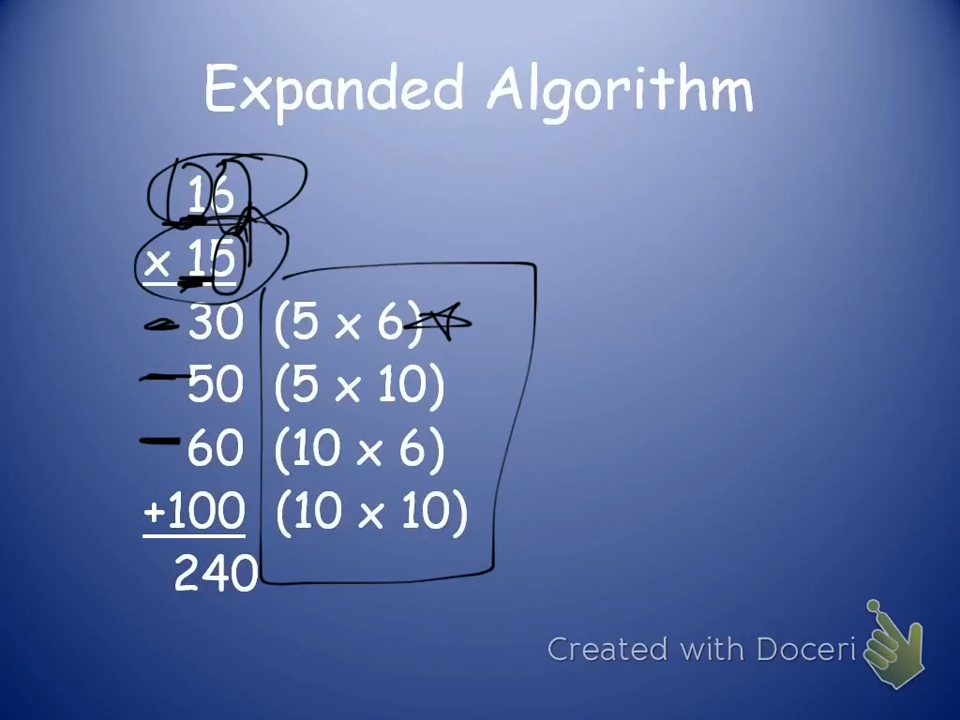 Expanded Algorithm
16
x 15
30 (5 x 6)
50 (5 x 10)
60 (10 x 6)
+100 (10 x 10)
240
Created with Doceri